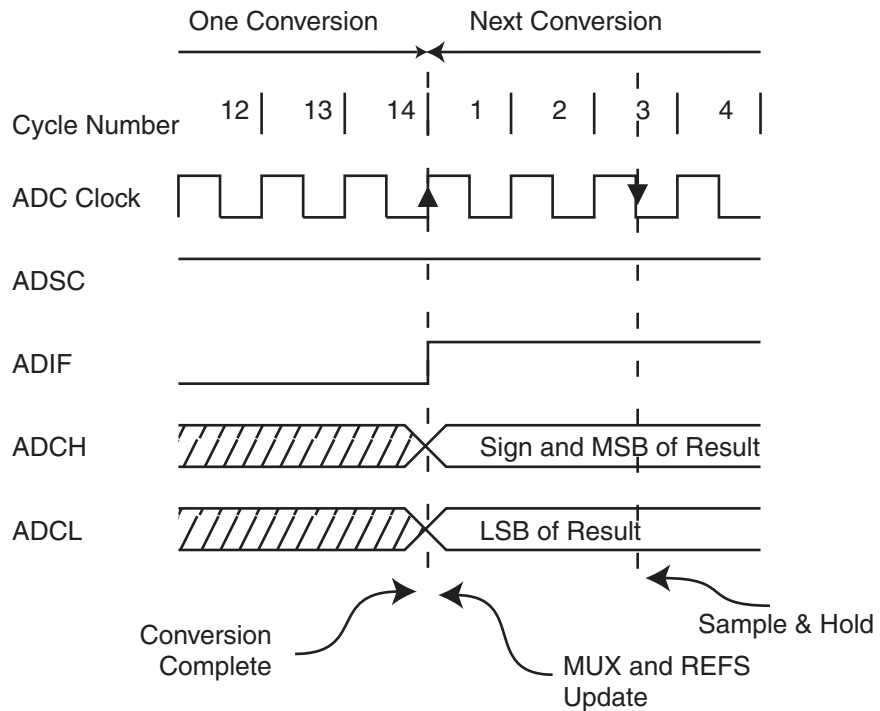 One Conversion
Next Conversion
Cycle Number
12
13
14
1
2
3
4
ADC Clock
ADSC
ADIF
ADCH
Sign and MSB of Result
ADCL
LSB of Result
Conversion
Complete
MUX and REFS
Update
Sample & Hold